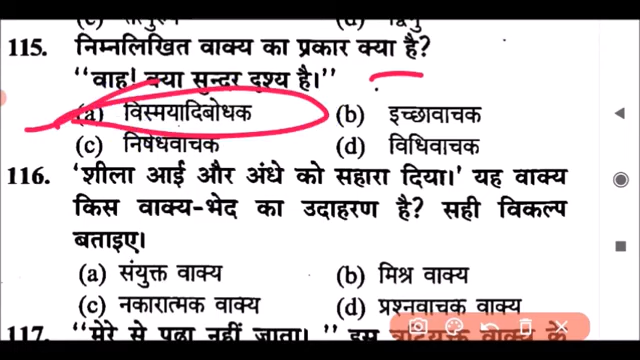 115. निम्नलिखित वाक्य का प्रकार क्या है?
“वाह! क्या सुन्दर दृश्य है।”
(a) विस्मयादिबोधक (b) इच्छावाचक
(c) निषेधवाचक (d) विधिवाचक
116. ‘शीला आई और अंधे को सहारा दिया।’ यह वाक्य
किस वाक्य-भेद का उदाहरण है? सही विकल्प
बताइए।
(a) संयुक्त वाक्य (b) मिश्र वाक्य
(c) नकारात्मक वाक्य (d) प्रश्नवाचक वाक्य
117. “मेरे से पढ़ा नहीं जाता।” इस के